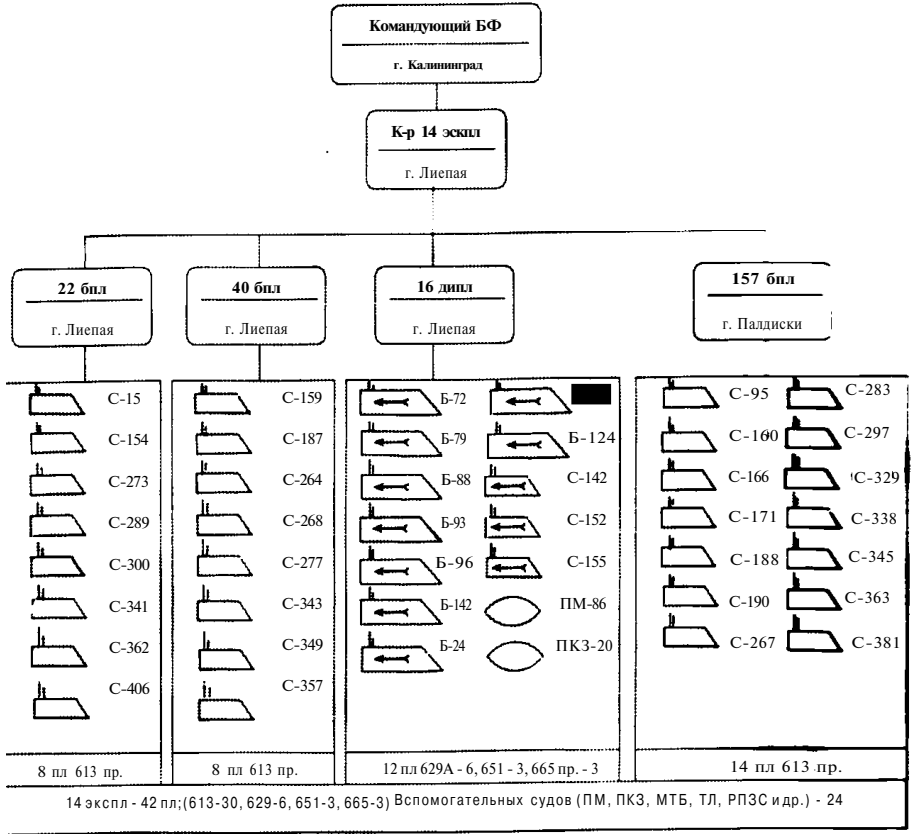 Командующий БФ
г. Калининград
К-р 14 эскпл
г. Лиепая
22 бпл
г. Лиепая
40 бпл
г. Лиепая
16 дипл
г. Лиепая
157 бпл
г. Палдиски
С-15
С-154
С-273
С-289
С-300
С-341
С-362
С-406
8 пл 613 пр.
С-159
С-187
С-264
С-268
С-277
С-343
С-349
С-357
8 пл 613 пр.
Б-72
Б-79
Б-88
Б-93
Б-96
Б-142
Б-24
Б-124
С-142
С-152
С-155
ПМ-86
ПКЗ-20
12 пл 629А - 6, 651 - 3, 665 пр. - 3
С-95
С-160
С-166
С-171
С-188
С-190
С-267
С-283
С-297
С-329
С-338
С-345
С-363
С-381
14 пл 613 пр.
14 экспл - 42 пл;(613-30, 629-6, 651-3, 665-3) Вспомогательных судов (ПМ, ПКЗ, МТБ, ТЛ, РПЗС и др.) - 24